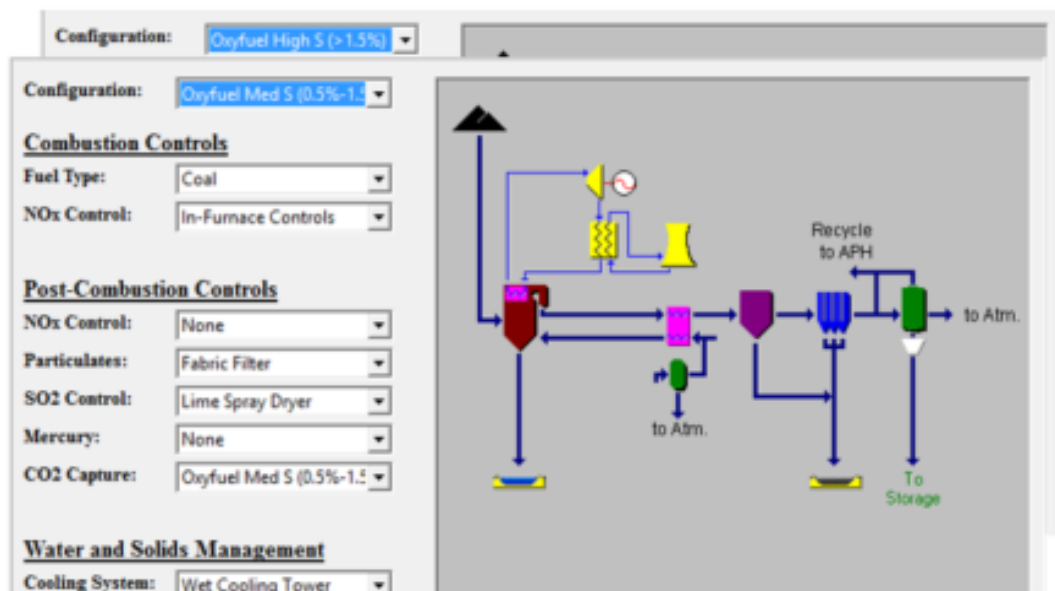 Configuration: Oxyfuel High S (>1.5%)
Configuration: Oxyfuel Med S (0.5%-1.5
Combustion Controls
Fuel Type: Coal
NOx Control: In-Furnace Controls
Post-Combustion Controls
NOx Control: None
Particulates: Fabric Filter
SO2 Control: Lime Spray Dryer
Mercury: None
CO2 Capture: Oxyfuel Med S (0.5%-1.5
Water and Solids Management
Cooling System: Wet Cooling Tower
Recycle
to APH
to Atm.
to Atm.
To
Storage